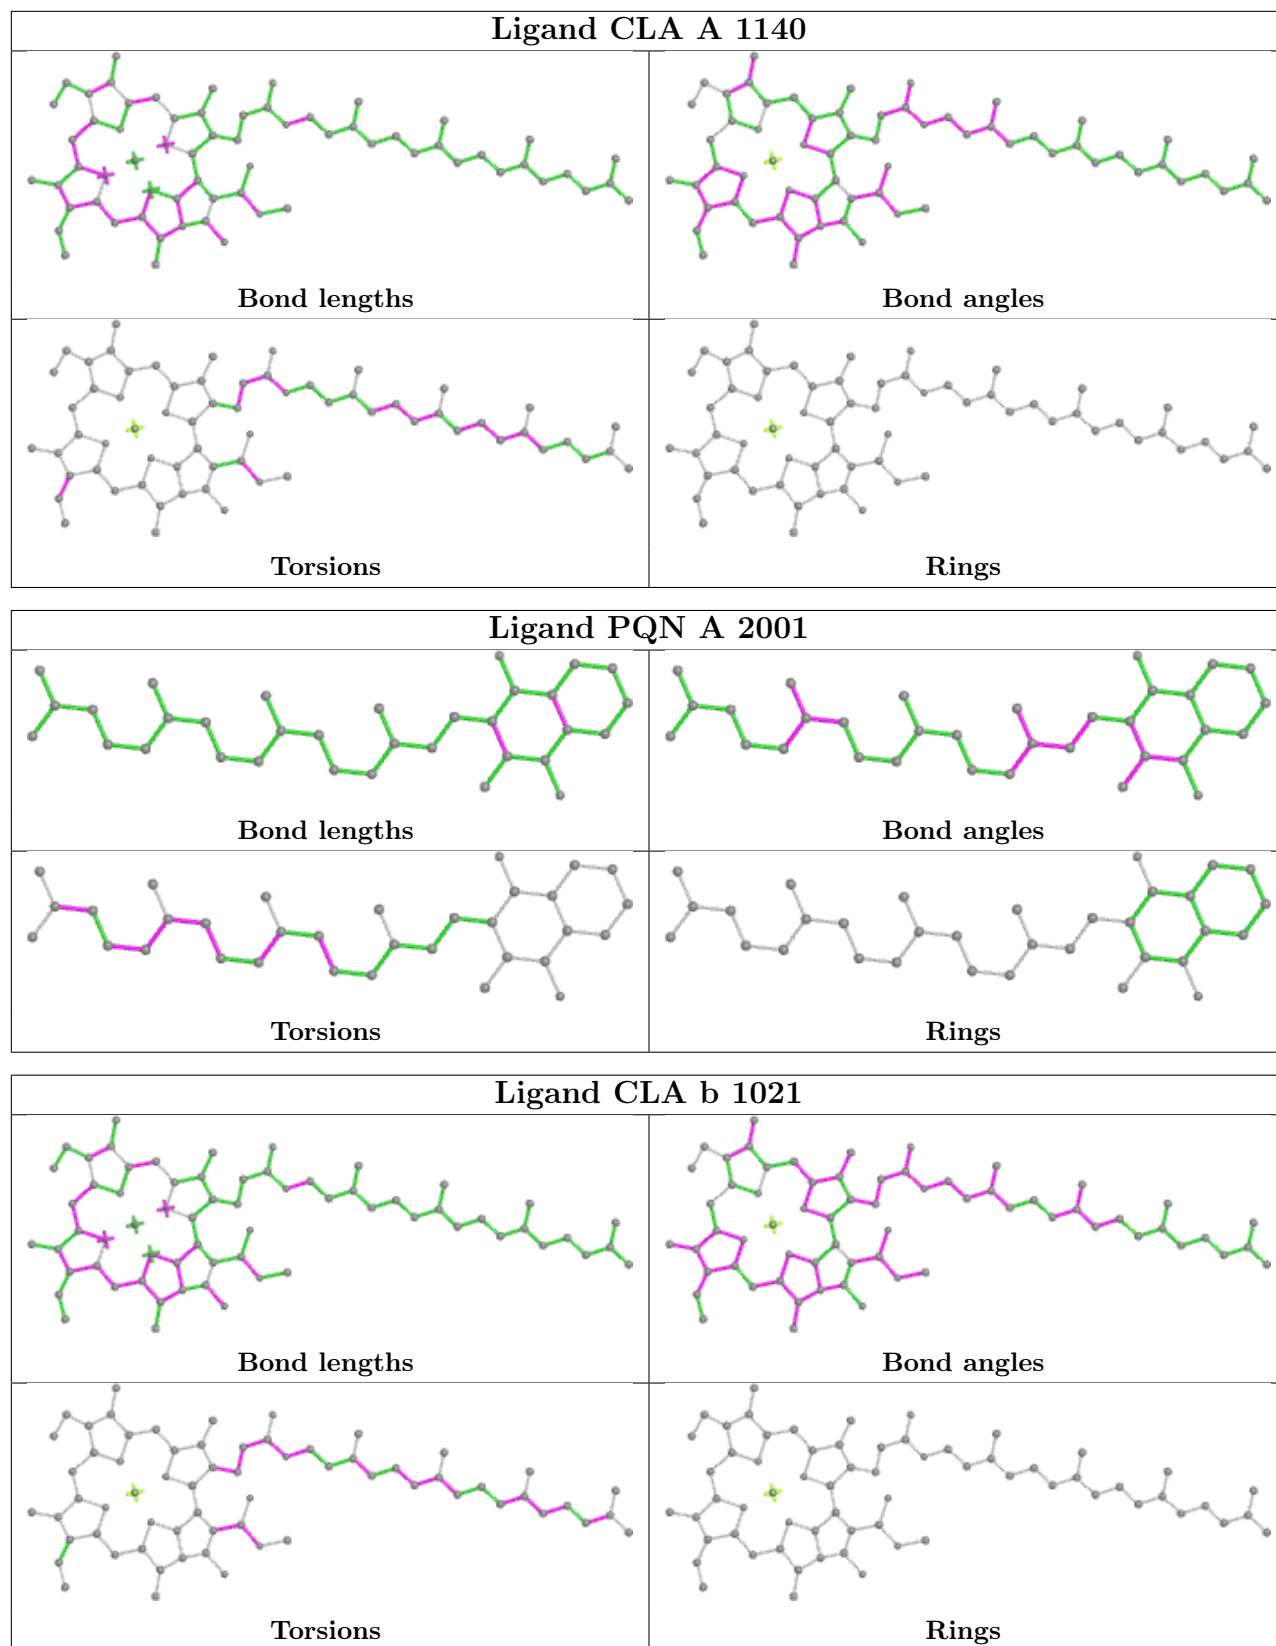 Ligand CLA A 1140
Bond lengths
Bond angles
Torsions
Rings
Ligand PQN A 2001
Bond lengths
Bond angles
Torsions
Rings
Ligand CLA b 1021
Bond lengths
Bond angles
Torsions
Rings